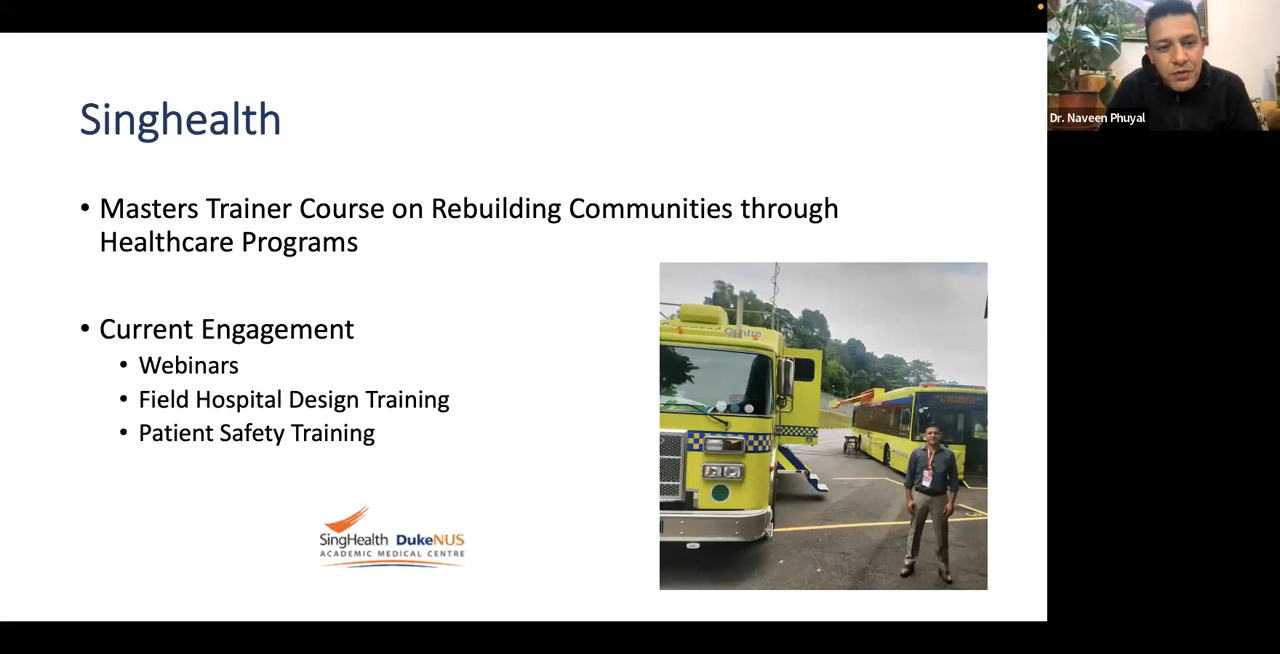 Singhealth
• Masters Trainer Course on Rebuilding Communities through
Healthcare Programs
• Current Engagement
• Webinars
• Field Hospital Design Training
• Patient Safety Training
SingHealth DukeNUS
ACADEMIC MEDICAL CENTRE
Centre
Dr. Naveen Phuyal